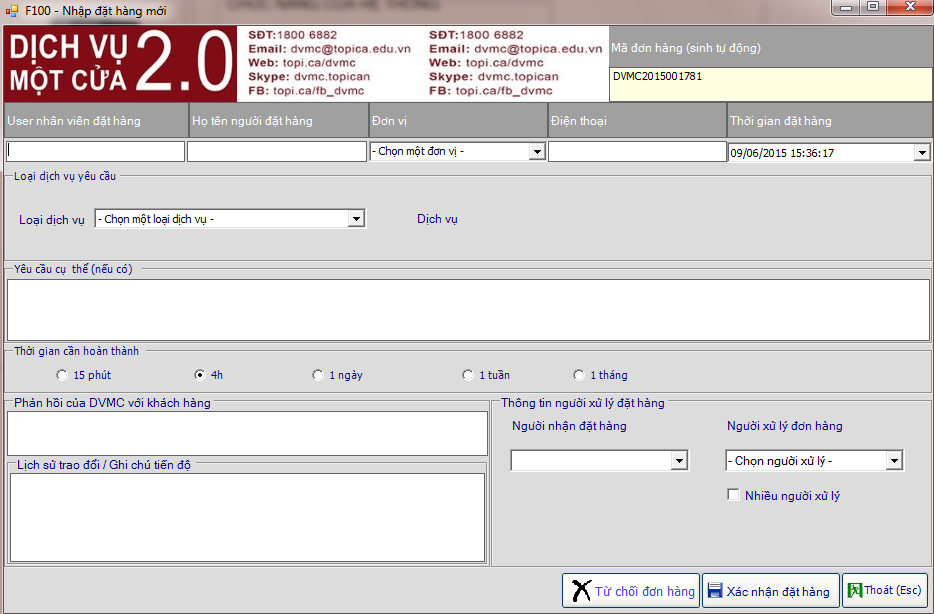 F100 - Nhập đặt hàng mới
CHỨC NĂNG CỦA HỆ THỐNG
DỊCH VỤ
MỘT CỬA 2.0
SĐT:1800 6882
Email: dvmc@topica.edu.vn
Web: topi.ca/dvmc
Skype: dvmc.topican
FB: topi.ca/fb_dvmc
SĐT:1800 6882
Email: dvmc@topica.edu.vn
Web: topi.ca/dvmc
Skype: dvmc.topican
FB: topi.ca/fb_dvmc
Mã đơn hàng (sinh tự động)
DVMC2015001781
User nhân viên đặt hàng
Họ tên người đặt hàng
Đơn vị
Điện thoại
Thời gian đặt hàng
- Chọn một đơn vị -
09/06/2015 15:36:17
Loại dịch vụ yêu cầu
Loại dịch vụ
- Chọn một loại dịch vụ -
Dịch vụ
Yêu cầu cụ thể (nếu có)
Thời gian cần hoàn thành
15 phút
4h
1 ngày
1 tuần
1 tháng
Phản hồi của DVMC với khách hàng
Lịch sử trao đổi / Ghi chú tiến độ
Thông tin người xử lý đặt hàng
Người nhận đặt hàng
Người xử lý đơn hàng
- Chọn người xử lý -
Nhiều người xử lý
Từ chối đơn hàng
Xác nhận đặt hàng
Thoát (Esc)